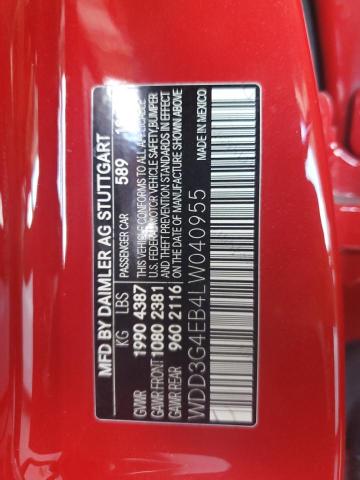 MFD BY DAIMLER AG STUTTGART
KG LBS PASSENGER CAR 589
GVWR 1990 4387 THIS VEHICLE CONFORMS TO ALL APPLICABLE
GAWR FRONT 1080 2381 U.S. FEDERAL MOTOR VEHICLE SAFETY, BUMPER
AND THEFT PREVENTION STANDARDS IN EFFECT
GAWR REAR 960 2116 ON THE DATE OF MANUFACTURE SHOWN ABOVE
WDD3G4EB4LW040955
MADE IN MEXICO